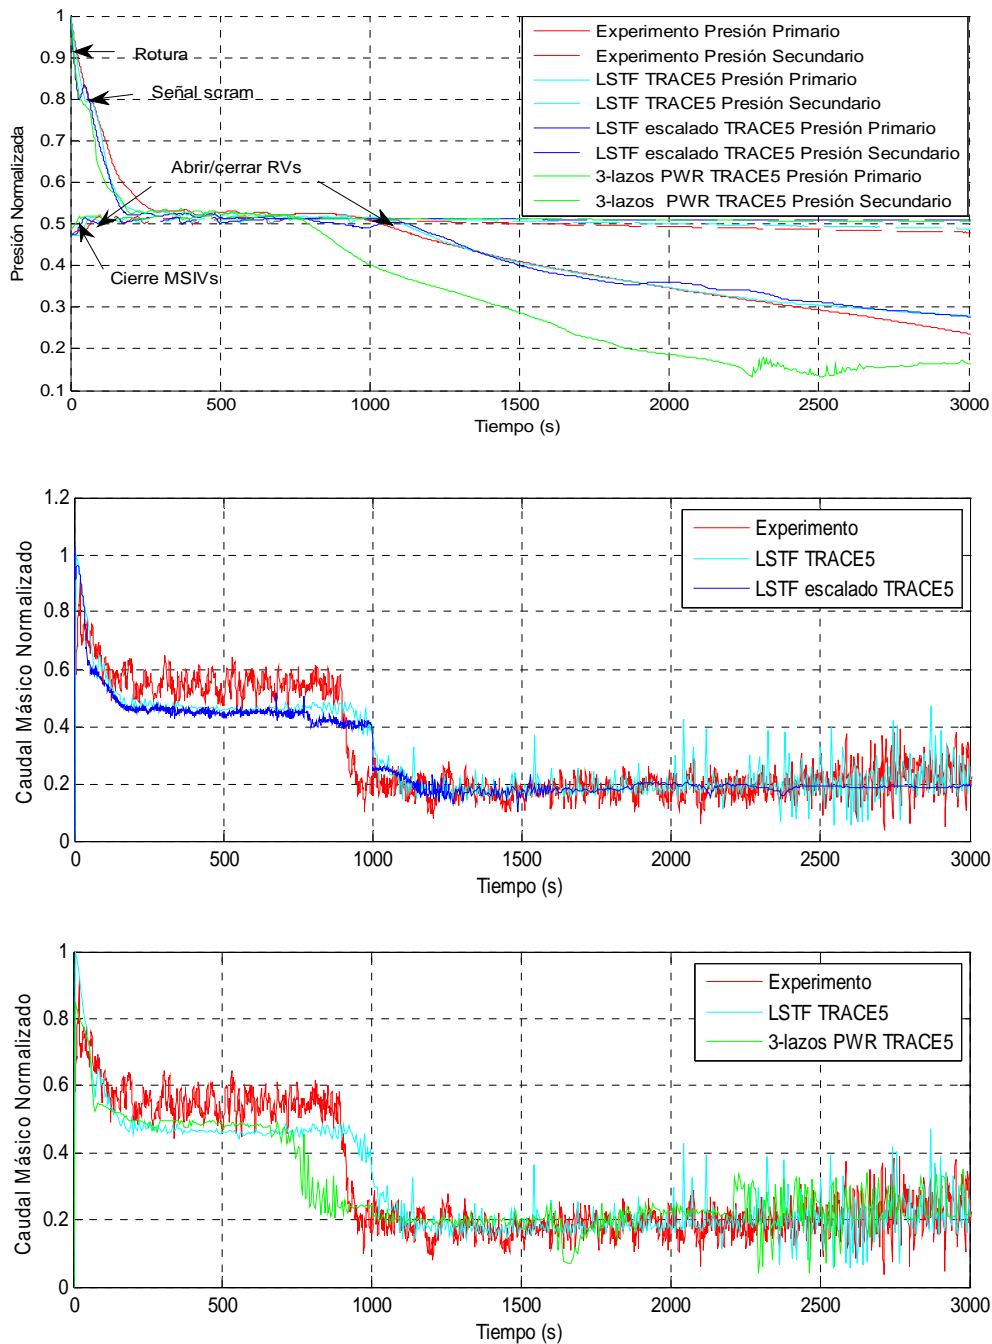 1
0.9
0.8
0.7
0.6
0.5
0.4
0.3
0.2
0.1
Presión Normalizada
Rotura
Señal scram
Abrir/cerrar RVs
Cierre MSIVs
Experimento Presión Primario
Experimento Presión Secundario
LSTF TRACE5 Presión Primario
LSTF TRACE5 Presión Secundario
LSTF escalado TRACE5 Presión Primario
LSTF escalado TRACE5 Presión Secundario
3-lazos PWR TRACE5 Presión Primario
3-lazos PWR TRACE5 Presión Secundario
0 500 1000 1500 2000 2500 3000
Tiempo (s)
1.2
1
0.8
0.6
0.4
0.2
0
Caudal Másico Normalizado
Experimento
LSTF TRACE5
LSTF escalado TRACE5
0 500 1000 1500 2000 2500 3000
Tiempo (s)
1
0.8
0.6
0.4
0.2
0
Caudal Másico Normalizado
Experimento
LSTF TRACE5
3-lazos PWR TRACE5
0 500 1000 1500 2000 2500 3000
Tiempo (s)